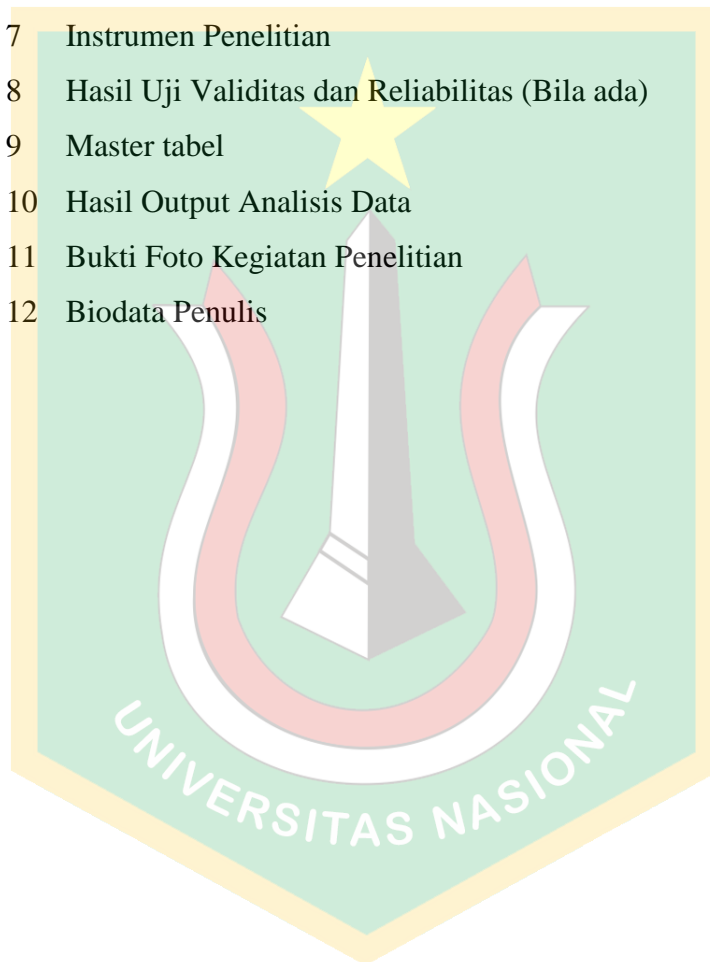 7 Instrumen Penelitian
8 Hasil Uji Validitas dan Reliabilitas (Bila ada)
9 Master tabel
10 Hasil Output Analisis Data
11 Bukti Foto Kegiatan Penelitian
12 Biodata Penulis
UNIVERSITAS NASIONAL